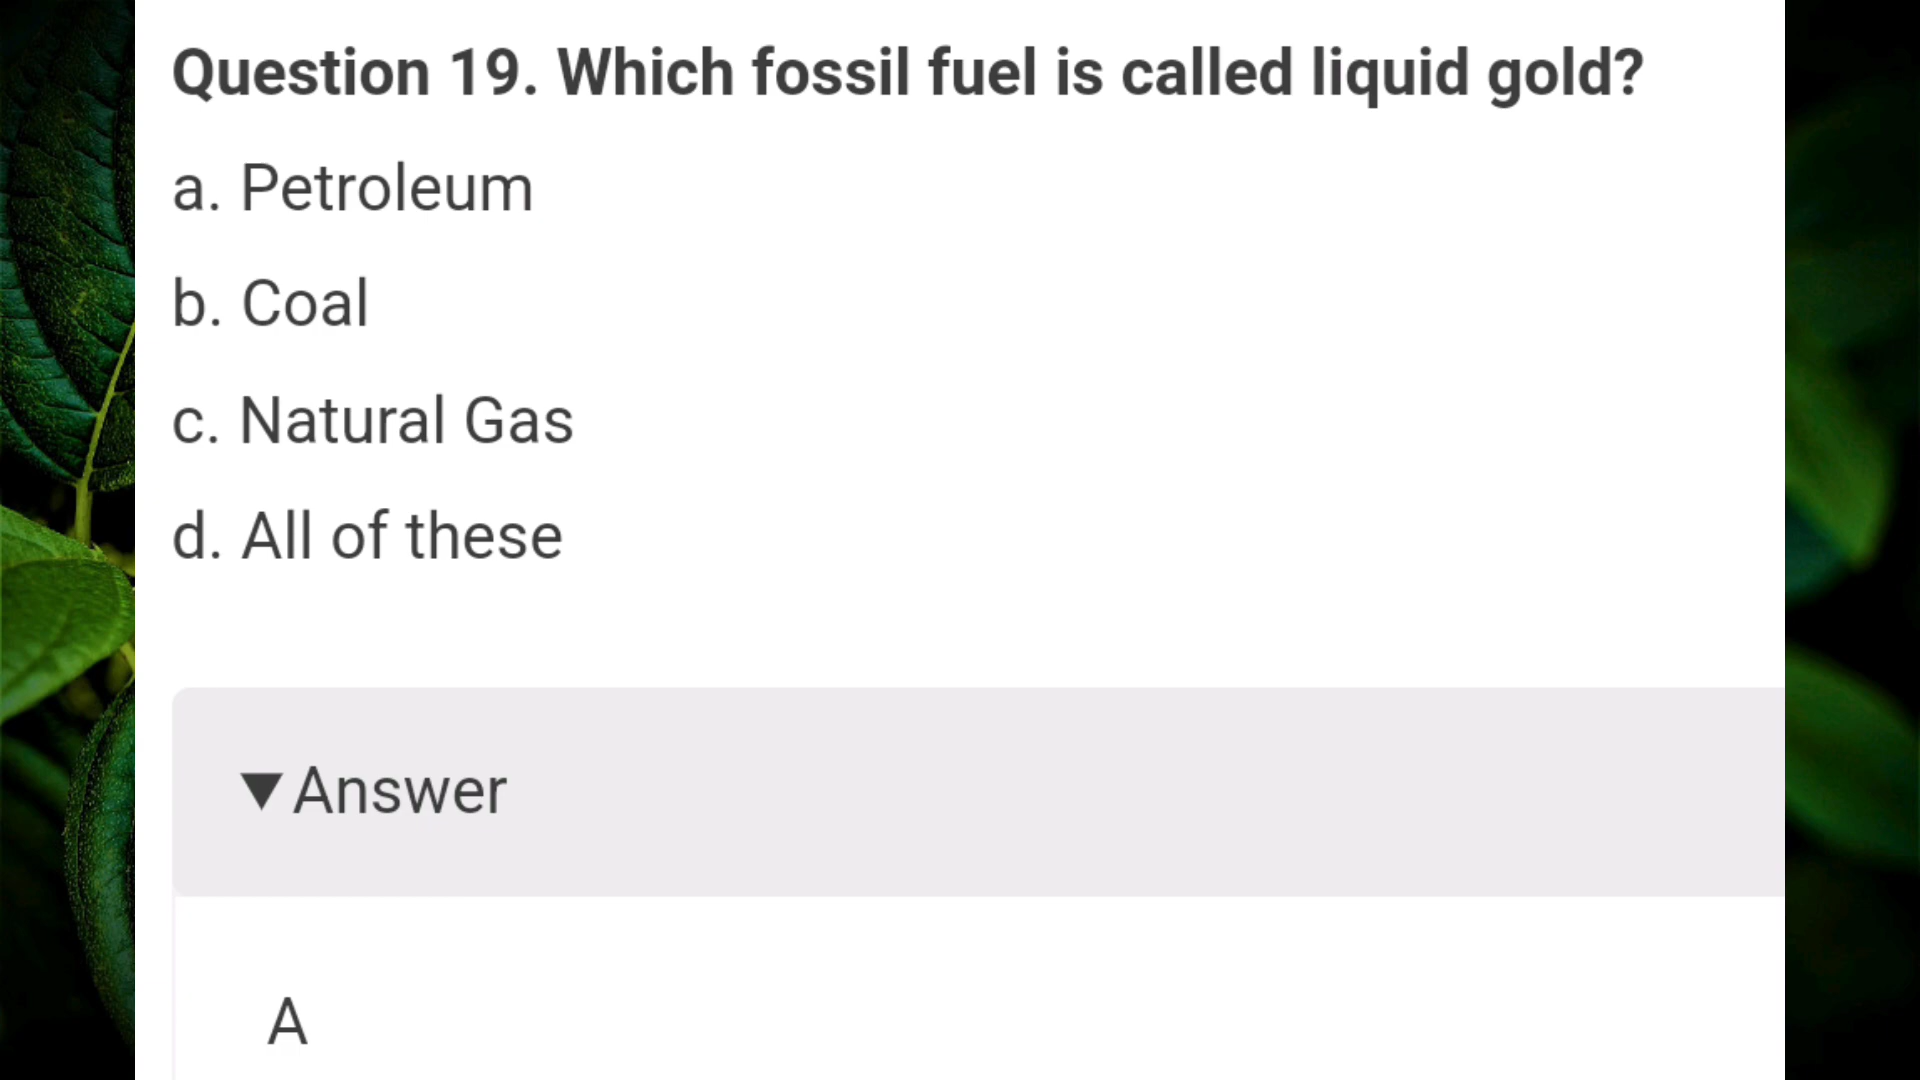 Question 19. Which fossil fuel is called liquid gold?
a. Petroleum
b. Coal
c. Natural Gas
d. All of these
▼ Answer
A